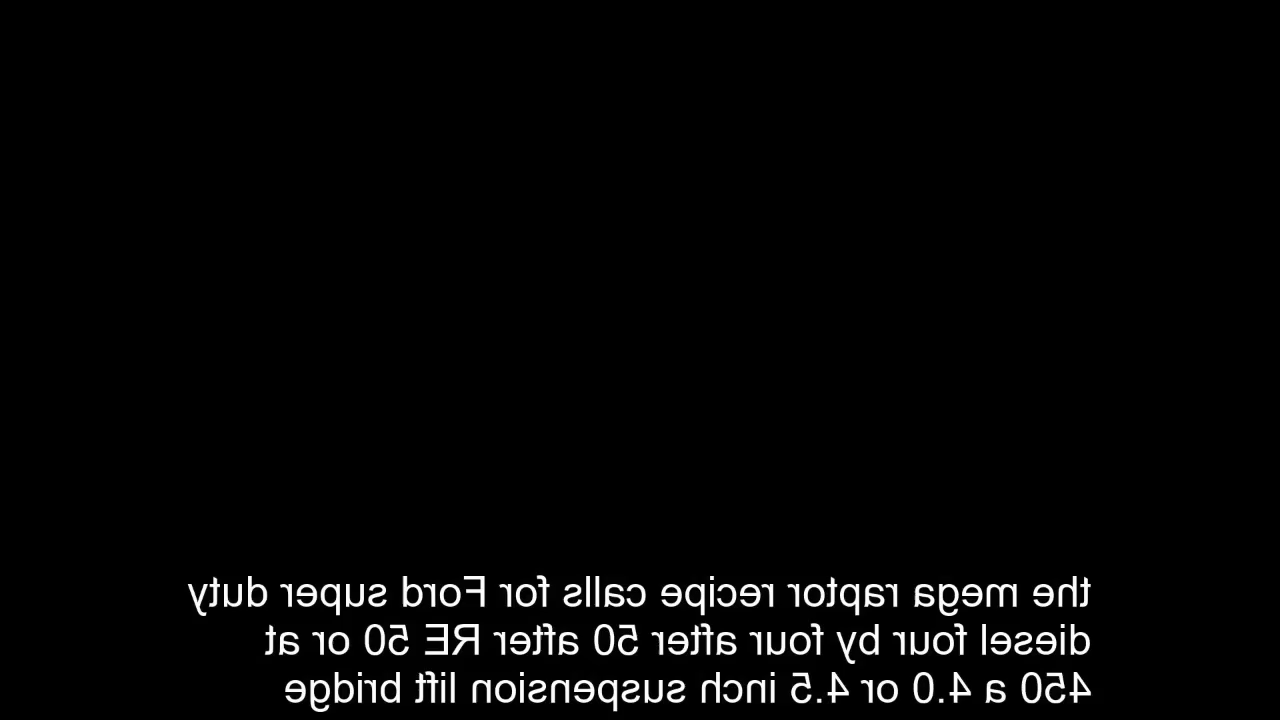 the mega raptor recipe calls for Ford super duty
diesel four by four after 50 after RE 50 or at
450 a 4.0 or 4.5 inch suspension lift bridge